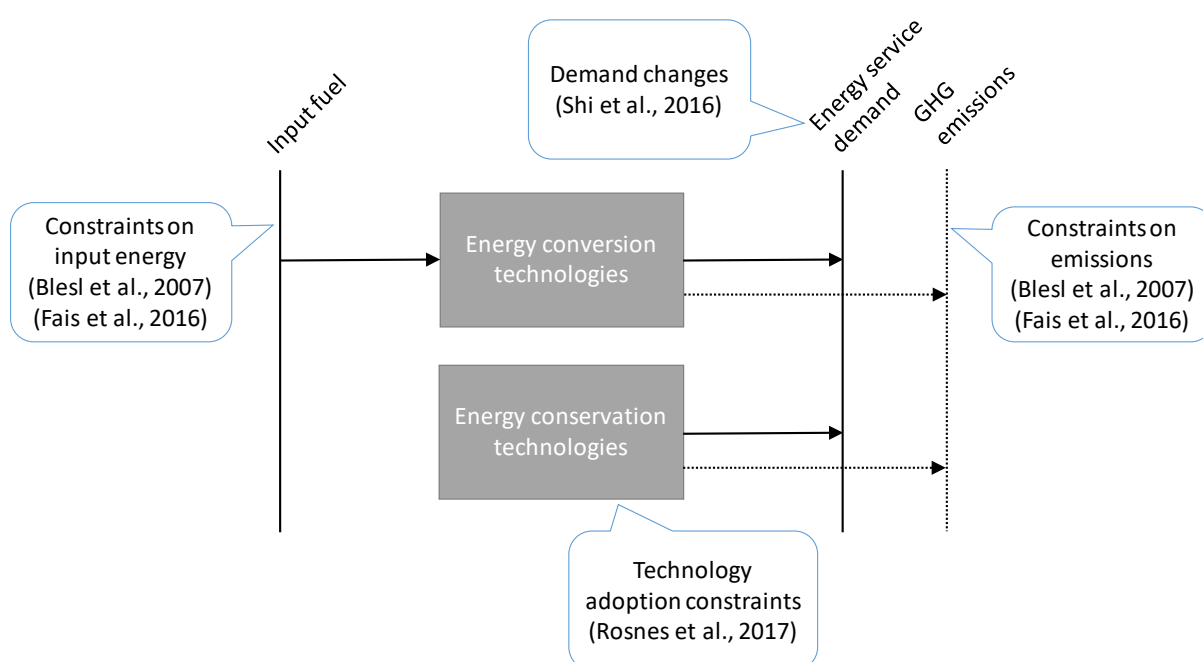 Demand changes
(Shi et al., 2016)
Input fuel
Energy service
demand
GHG
emissions
Constraints on
input energy
(Blesl et al., 2007)
(Fais et al., 2016)
Energy conversion
technologies
Constraints on
emissions
(Blesl et al., 2007)
(Fais et al., 2016)
Energy conservation
technologies
Technology
adoption constraints
(Rosnes et al., 2017)